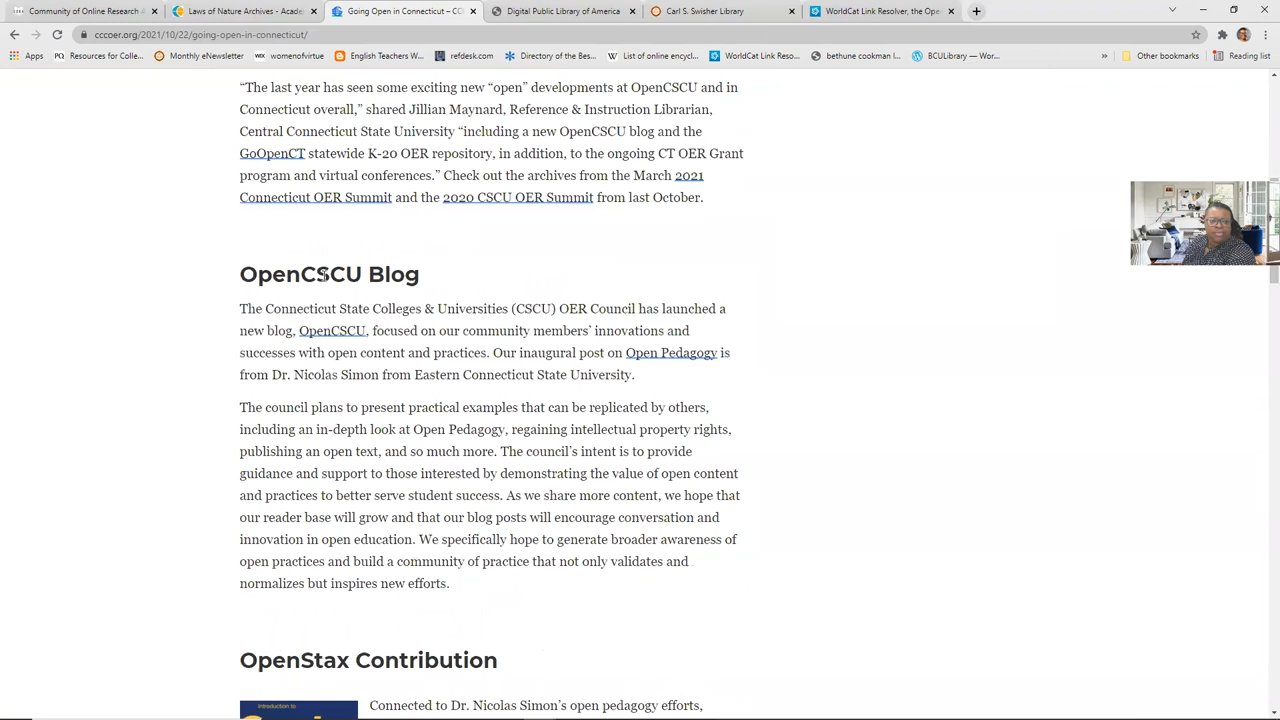 Community of Online Research A
Laws of Nature Archives - Acade
Going Open in Connecticut – CC
Digital Public Library of America
Carl S. Swisher Library
WorldCat Link Resolver, the Ope
cccoer.org/2021/10/22/going-open-in-connecticut/
Apps
Resources for Colle...
Monthly eNewsletter
womenofvirtue
English Teachers W...
refdesk.com
Directory of the Bes...
List of online encycl...
WorldCat Link Reso...
bethune cookman l...
BCULibrary — Din...
Other bookmarks
Reading list
“The last year has seen some exciting new “open” developments at OpenCSCU and in
Connecticut overall,” shared Jillian Maynard, Reference & Instruction Librarian,
Central Connecticut State University “including a new OpenCSCU blog and the
GoOpenCT statewide K-20 OER repository, in addition, to the ongoing CT OER Grant
program and virtual conferences.” Check out the archives from the March 2021
Connecticut OER Summit and the 2020 CSCU OER Summit from last October.
OpenCSCU Blog
The Connecticut State Colleges & Universities (CSCU) OER Council has launched a
new blog, OpenCSCU, focused on our community members’ innovations and
successes with open content and practices. Our inaugural post on Open Pedagogy is
from Dr. Nicolas Simon from Eastern Connecticut State University.
The council plans to present practical examples that can be replicated by others,
including an in-depth look at Open Pedagogy, regaining intellectual property rights,
publishing an open text, and so much more. The council’s intent is to provide
guidance and support to those interested by demonstrating the value of open content
and practices to better serve student success. As we share more content, we hope that
our reader base will grow and that our blog posts will encourage conversation and
innovation in open education. We specifically hope to generate broader awareness of
open practices and build a community of practice that not only validates and
normalizes but inspires new efforts.
OpenStax Contribution
Introduction to
Connected to Dr. Nicolas Simon’s open pedagogy efforts,